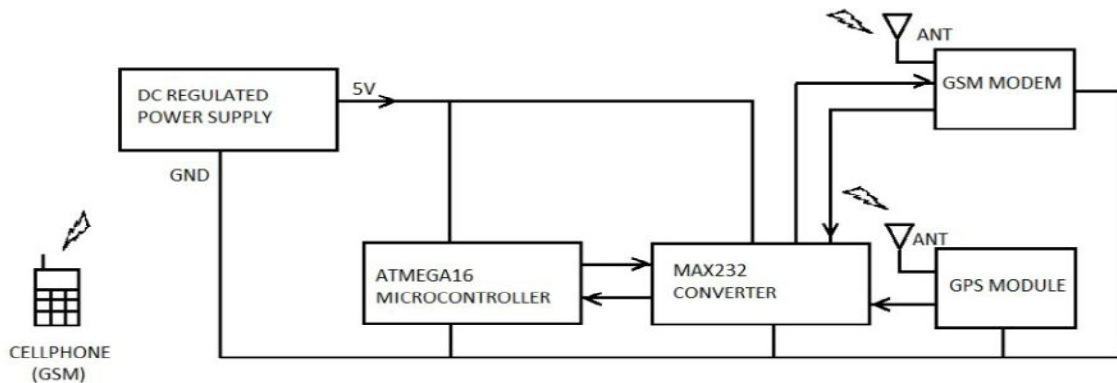 ANT
GSM MODEM
DC REGULATED
POWER SUPPLY
5V
GND
ANT
ATMEGA16
MICROCONTROLLER
MAX232
CONVERTER
GPS MODULE
CELLPHONE
(GSM)